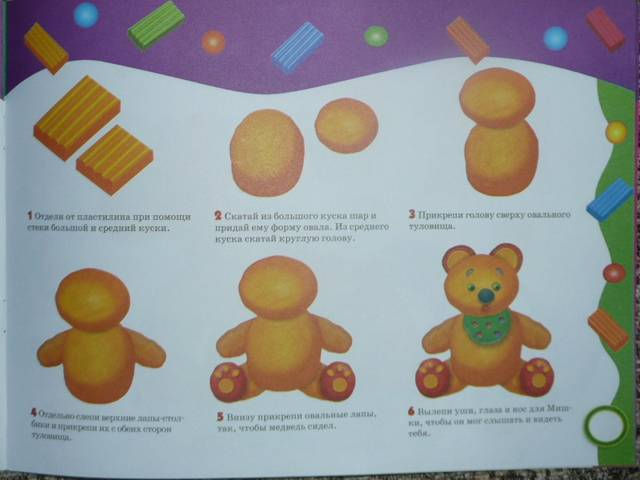 1 Отдели от пластилина при помощи
стека большой и средний куски.
2 Скатай из большого куска шар и
придай ему форму овала. Из среднего
куска скатай круглую голову.
3 Прикрепи голову сверху овального
туловища.
4 Отдельно слепи верхние лапы-стол-
бики и прикрепи их с обеих сторон
туловища.
5 Внизу прикрепи овальные лапы,
так, чтобы медведь сидел.
6 Вылепи уши, глаза и нос для Миш-
ки, чтобы он мог слышать и видеть
тебя.